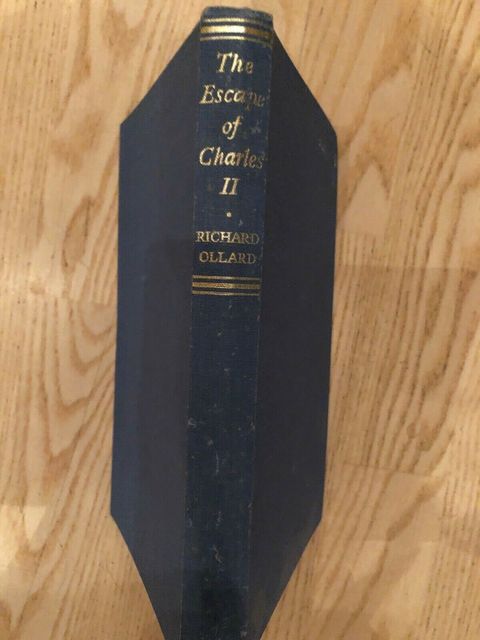 The
Escape
of
Charles
II
•
RICHARD
OLLARD